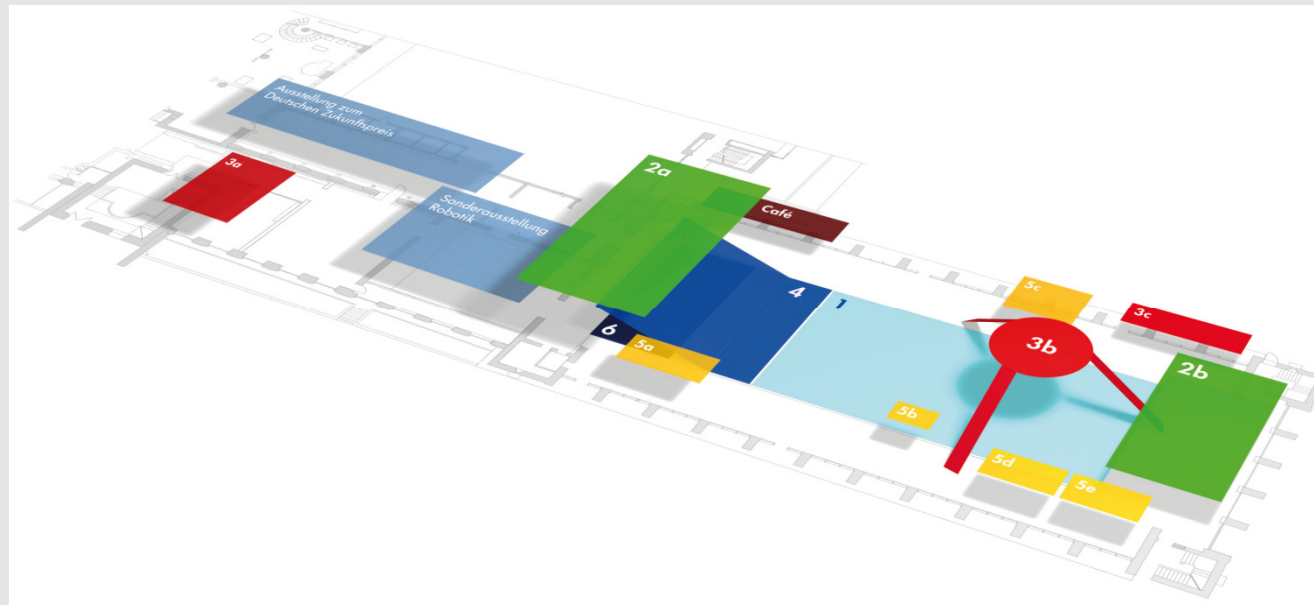 Ausstellung zum
Deutschen Zukunftspreis
3a
2a
Sonderausstellung
Robotik
Café
5c
4
1
3c
6
5a
3b
2b
5b
5d
5e